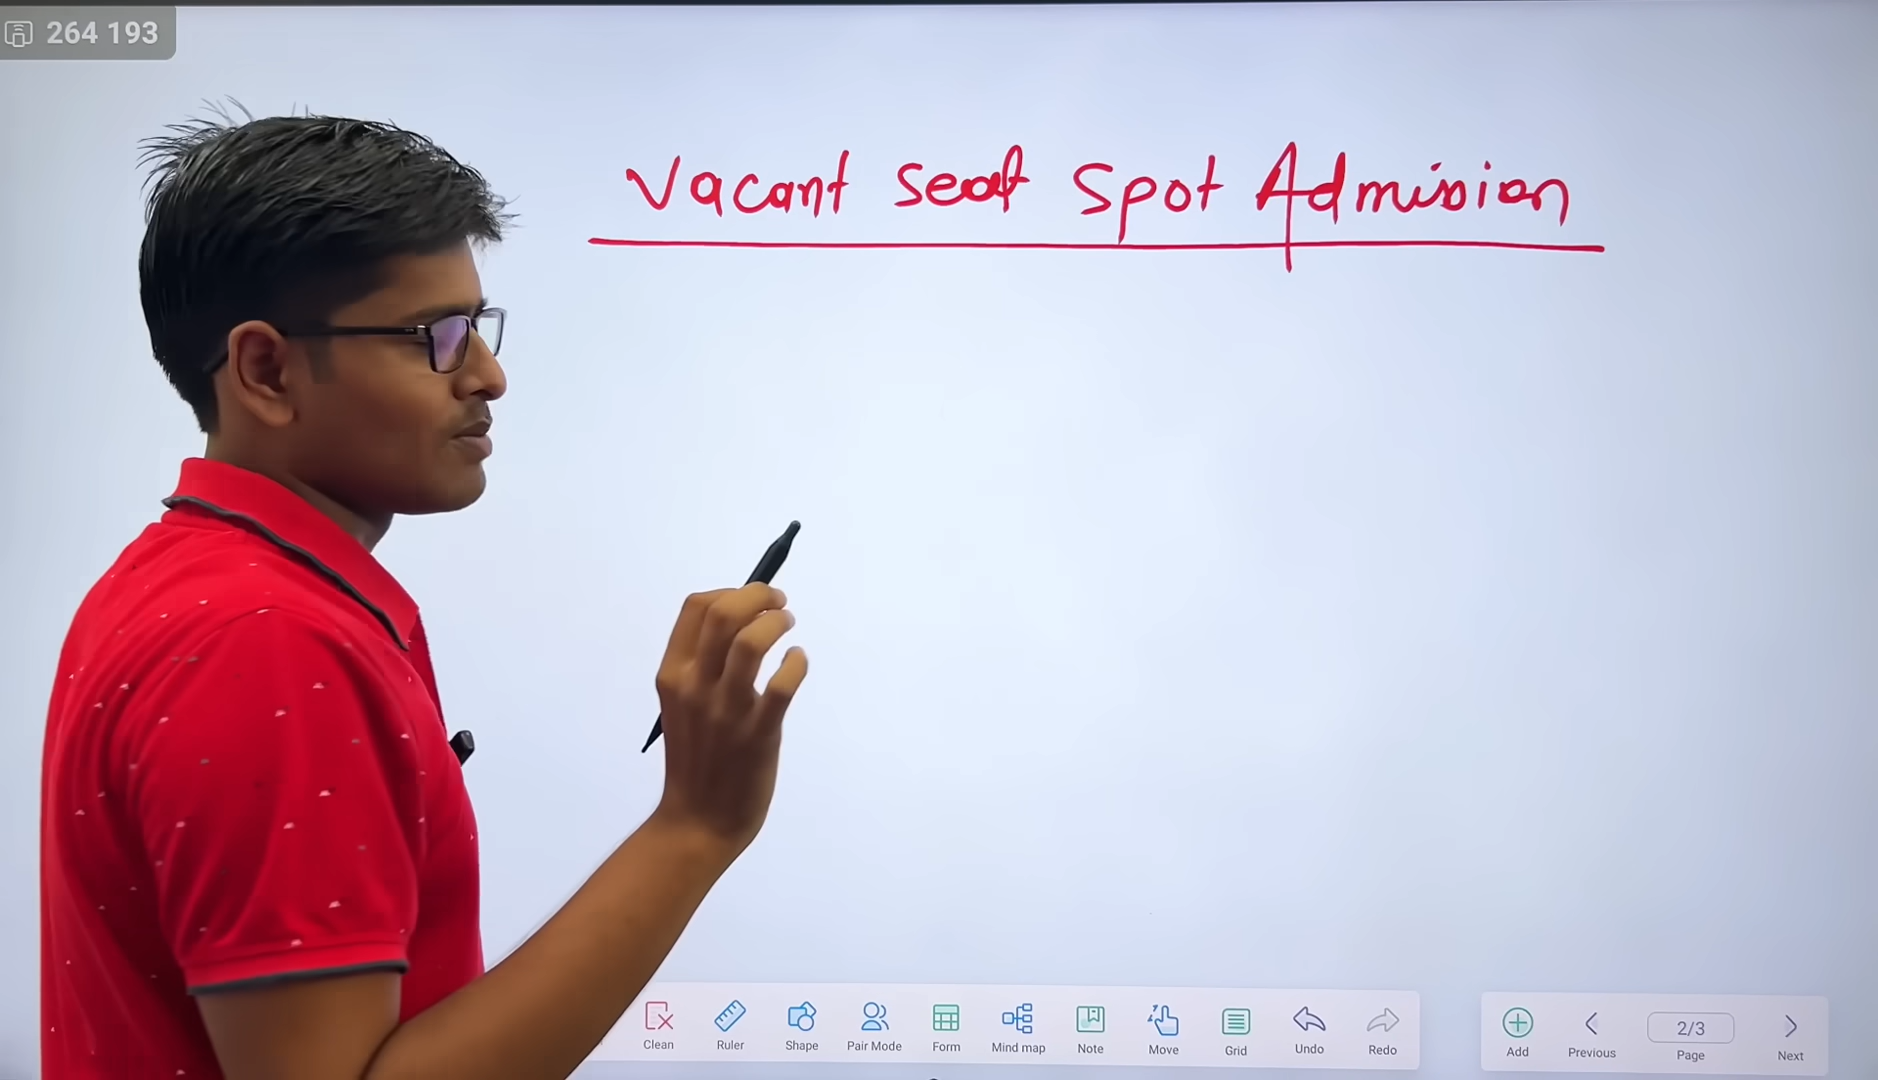 264 193
Vacant Seat Spot Admission
Clean Ruler Shape Pair Mode Form Mind map Note Move Grid Undo Redo
Add Previous 2/3 Page Next